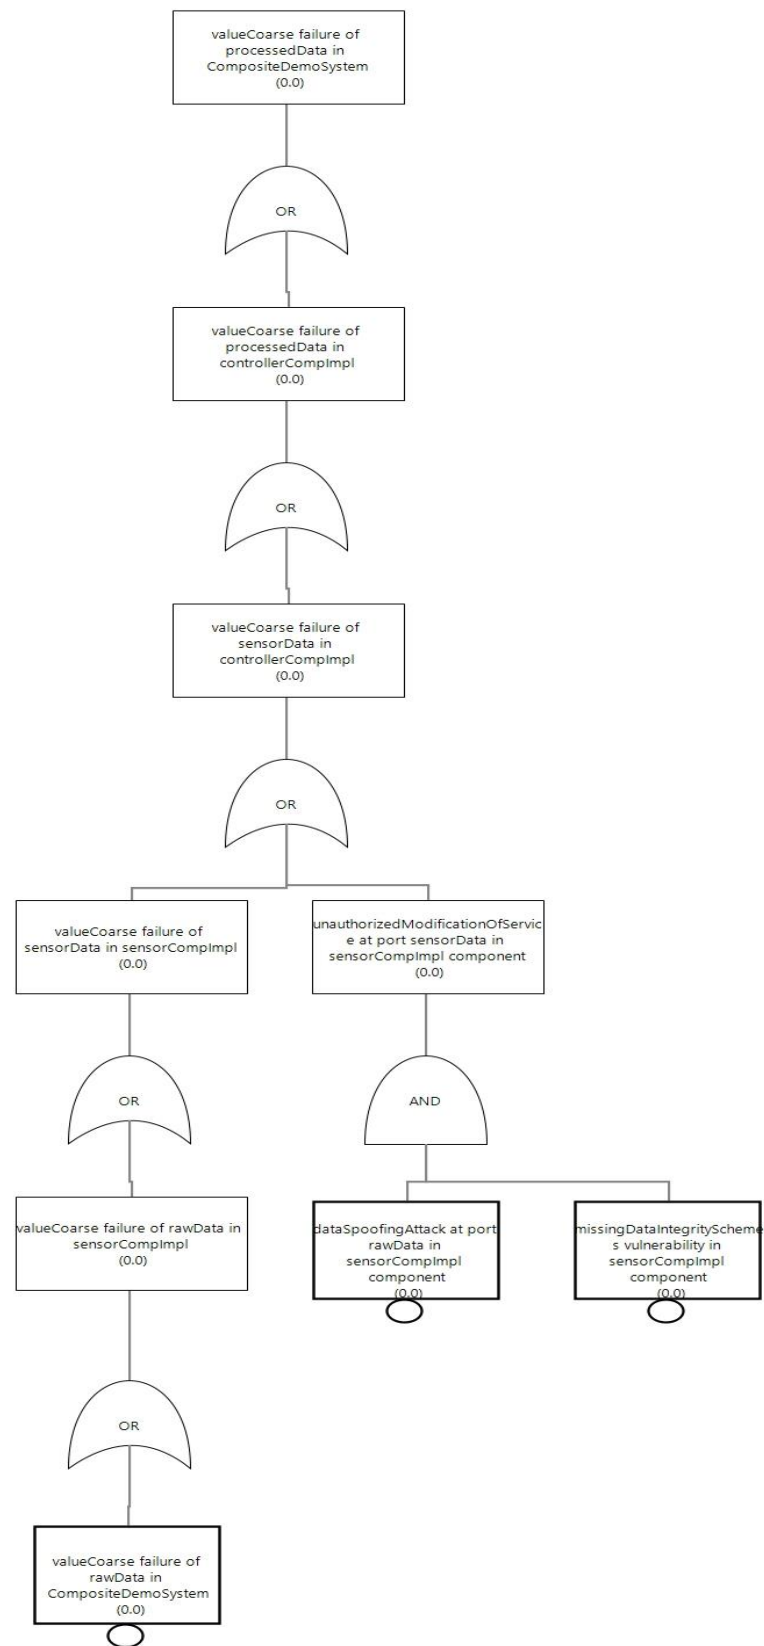 valueCoarse failure of
processedData in
CompositeDemoSystem
(0.0)
OR
valueCoarse failure of
processedData in
controllerCompImpl
(0.0)
OR
valueCoarse failure of
sensorData in
controllerCompImpl
(0.0)
OR
valueCoarse failure of
sensorData in sensorCompImpl
(0.0)
unauthorizedModificationOfServic
e at port sensorData in
sensorCompImpl component
(0.0)
OR
AND
valueCoarse failure of rawData in
sensorCompImpl
(0.0)
dataSpoofingAttack at port
rawData in
sensorCompImpl
component
(0.0)
missingDataIntegrityScheme
s vulnerability in
sensorCompImpl
component
(0.0)
OR
valueCoarse failure of
rawData in
CompositeDemoSystem
(0.0)